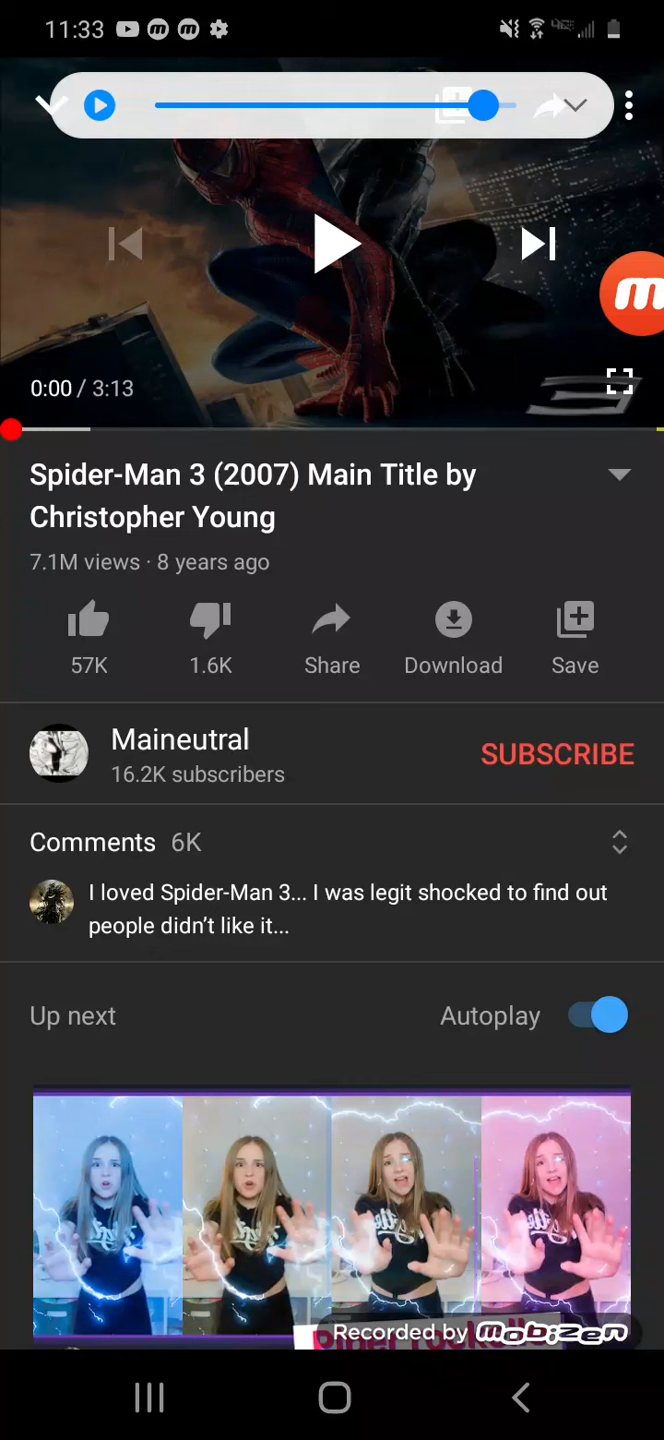 11:33
0:00 / 3:13
Spider-Man 3 (2007) Main Title by
Christopher Young
7.1M views · 8 years ago
57K
1.6K
Share
Download
Save
Maineutral
16.2K subscribers
SUBSCRIBE
Comments 6K
I loved Spider-Man 3... I was legit shocked to find out
people didn’t like it...
Up next
Autoplay
Recorded by mobizen